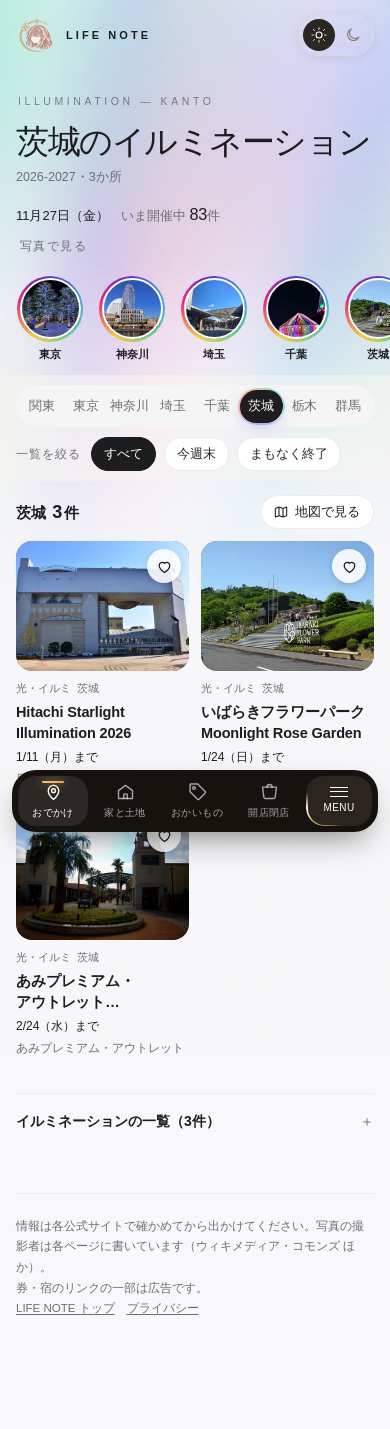 LIFE NOTE
ILLUMINATION — KANTO
茨城のイルミネーション
2026-2027・3か所
11月27日（金） いま開催中 83件
写真で見る
東京 神奈川 埼玉 千葉 茨城
関東 東京 神奈川 埼玉 千葉 茨城 栃木 群馬
一覧を絞る すべて 今週末 まもなく終了
茨城 3件 地図で見る
IBARAKI
FLOWER
PARK
光・イルミ 茨城
Hitachi Starlight
Illumination 2026
1/11（月）まで
光・イルミ 茨城
いばらきフラワーパーク
Moonlight Rose Garden
1/24（日）まで
おでかけ 家と土地 おかいもの 開店閉店 MENU
光・イルミ 茨城
あみプレミアム・
アウトレット…
2/24（水）まで
あみプレミアム・アウトレット
イルミネーションの一覧（3件） +
情報は各公式サイトで確かめてから出かけてください。写真の撮
影者は各ページに書いています（ウィキメディア・コモンズ ほ
か）。
券・宿のリンクの一部は広告です。
LIFE NOTE トップ プライバシー